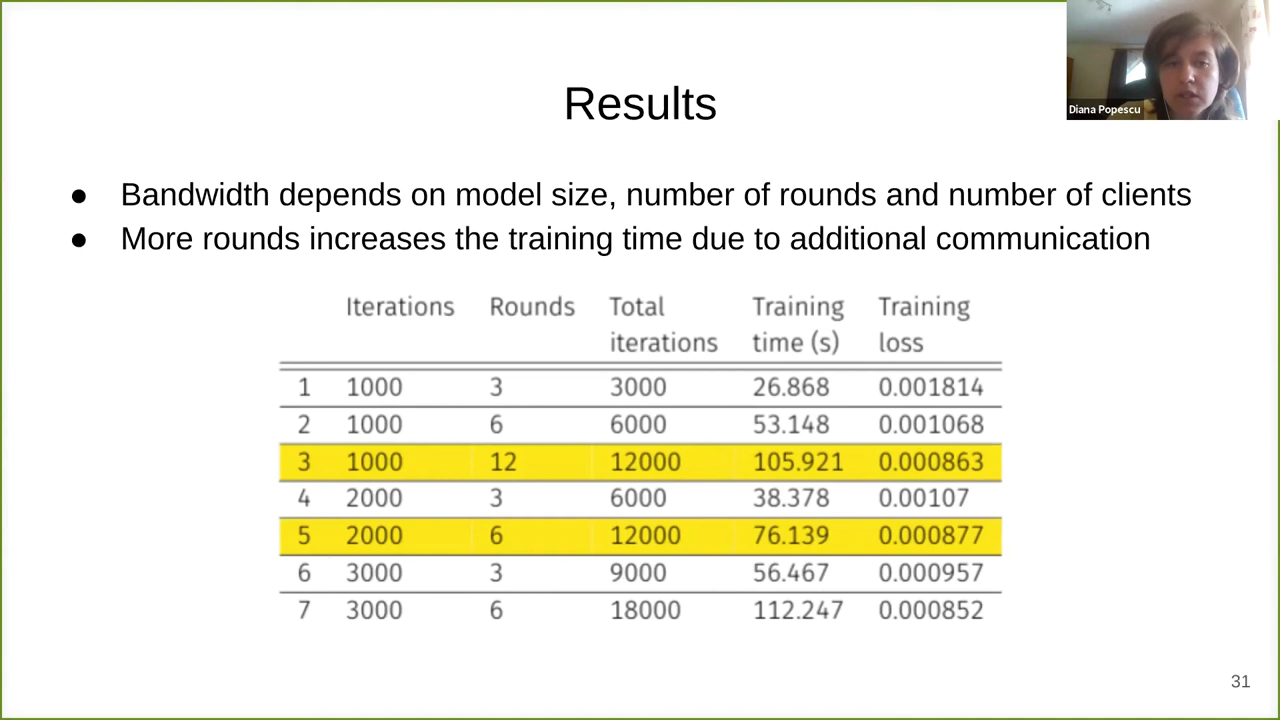 Diana Popescu
Results
● Bandwidth depends on model size, number of rounds and number of clients
● More rounds increases the training time due to additional communication
Iterations Rounds Total iterations Training time (s) Training loss
1 1000 3 3000 26.868 0.001814
2 1000 6 6000 53.148 0.001068
3 1000 12 12000 105.921 0.000863
4 2000 3 6000 38.378 0.00107
5 2000 6 12000 76.139 0.000877
6 3000 3 9000 56.467 0.000957
7 3000 6 18000 112.247 0.000852
31